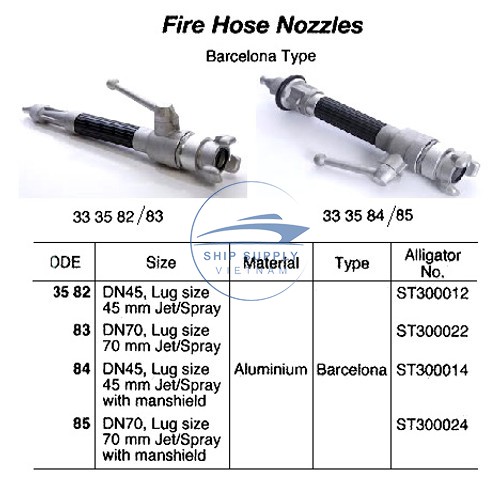 Fire Hose Nozzles
Barcelona Type
33 35 82/83
33 35 84/85
SHIP SUPPLY
VIETNAM
ODE Size Material Type Alligator
No.
35 82 DN45, Lug size ST300012
45 mm Jet/Spray
83 DN70, Lug size ST300022
70 mm Jet/Spray
84 DN45, Lug size ST300014
45 mm Jet/Spray Aluminium Barcelona
with manshield
85 DN70, Lug size ST300024
70 mm Jet/Spray
with manshield